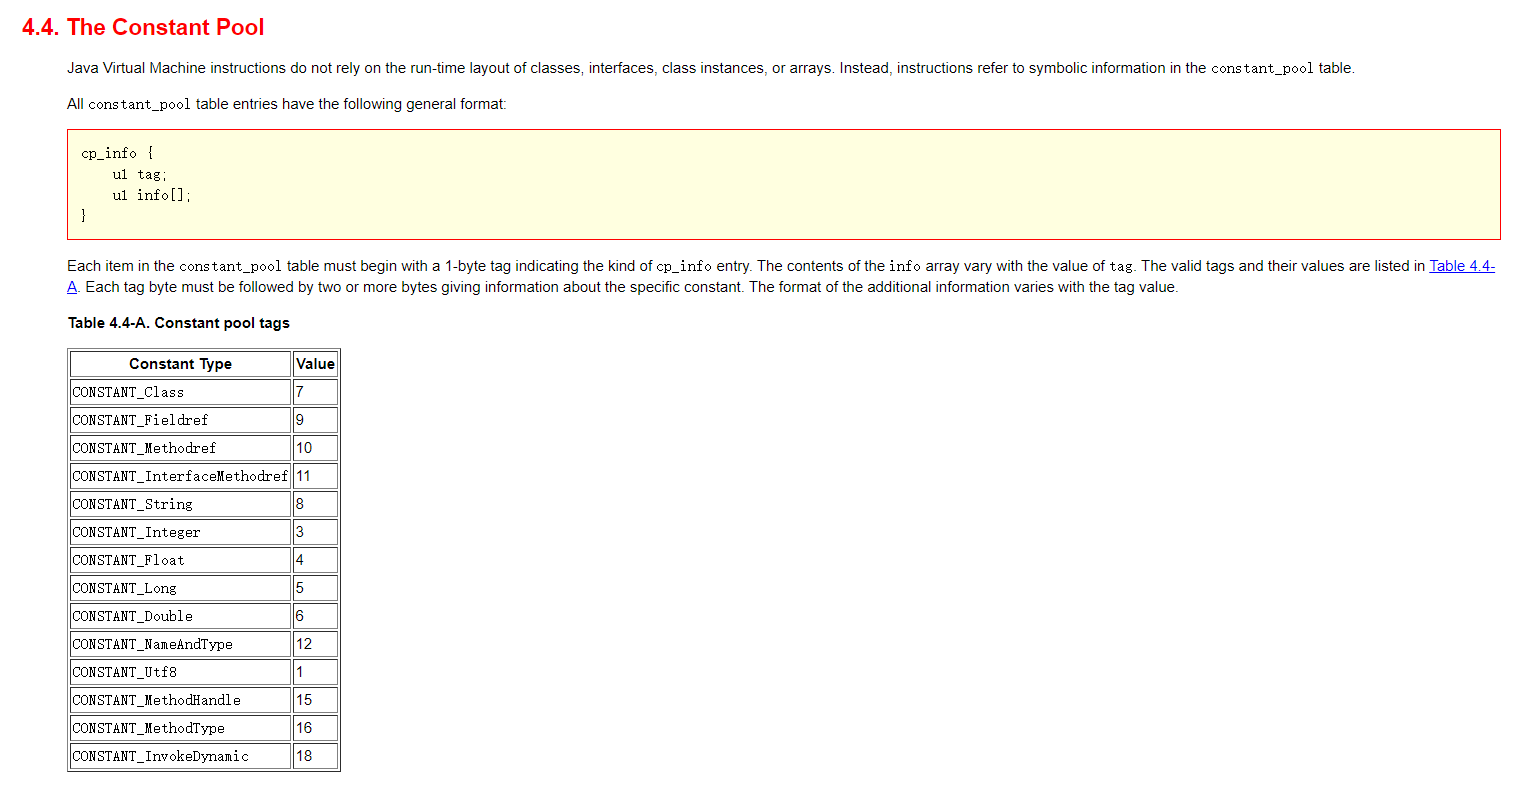 4.4. The Constant Pool
Java Virtual Machine instructions do not rely on the run-time layout of classes, interfaces, class instances, or arrays. Instead, instructions refer to symbolic information in the constant_pool table.
All constant_pool table entries have the following general format:
cp_info {
    u1 tag;
    u1 info[];
}
Each item in the constant_pool table must begin with a 1-byte tag indicating the kind of cp_info entry. The contents of the info array vary with the value of tag. The valid tags and their values are listed in Table 4.4-
A. Each tag byte must be followed by two or more bytes giving information about the specific constant. The format of the additional information varies with the tag value.
Table 4.4-A. Constant pool tags
Constant Type Value
CONSTANT_Class 7
CONSTANT_Fieldref 9
CONSTANT_Methodref 10
CONSTANT_InterfaceMethodref 11
CONSTANT_String 8
CONSTANT_Integer 3
CONSTANT_Float 4
CONSTANT_Long 5
CONSTANT_Double 6
CONSTANT_NameAndType 12
CONSTANT_Utf8 1
CONSTANT_MethodHandle 15
CONSTANT_MethodType 16
CONSTANT_InvokeDynamic 18